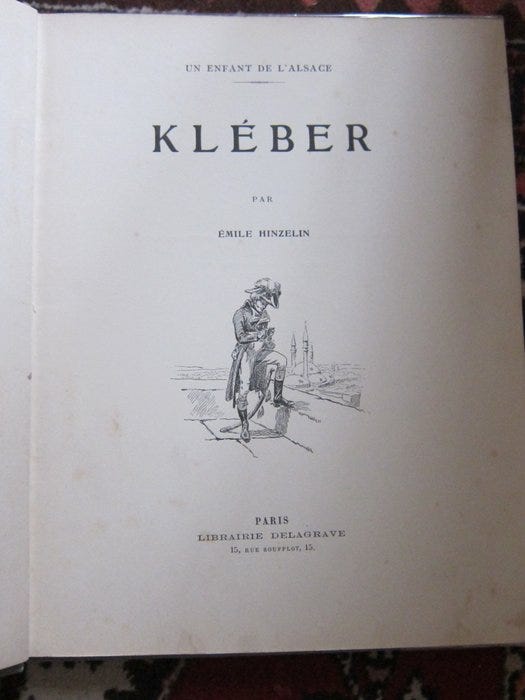 UN ENFANT DE L'ALSACE
KLÉBER
PAR
ÉMILE HINZELIN
PARIS
LIBRAIRIE DELAGRAVE
15, RUE SOUFFLOT, 15.